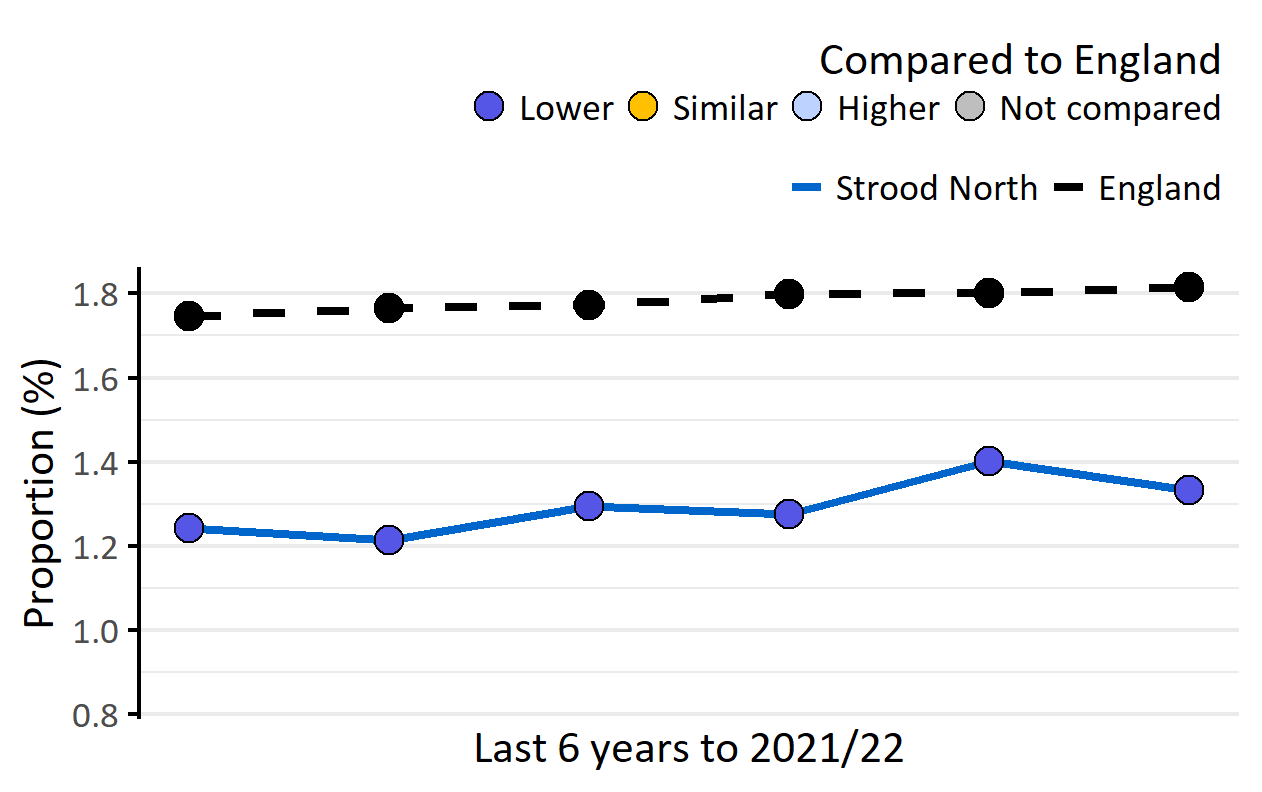 Compared to England
Lower Similar Higher Not compared
Strood North England
Proportion (%)
1.8
1.6
1.4
1.2
1.0
0.8
Last 6 years to 2021/22